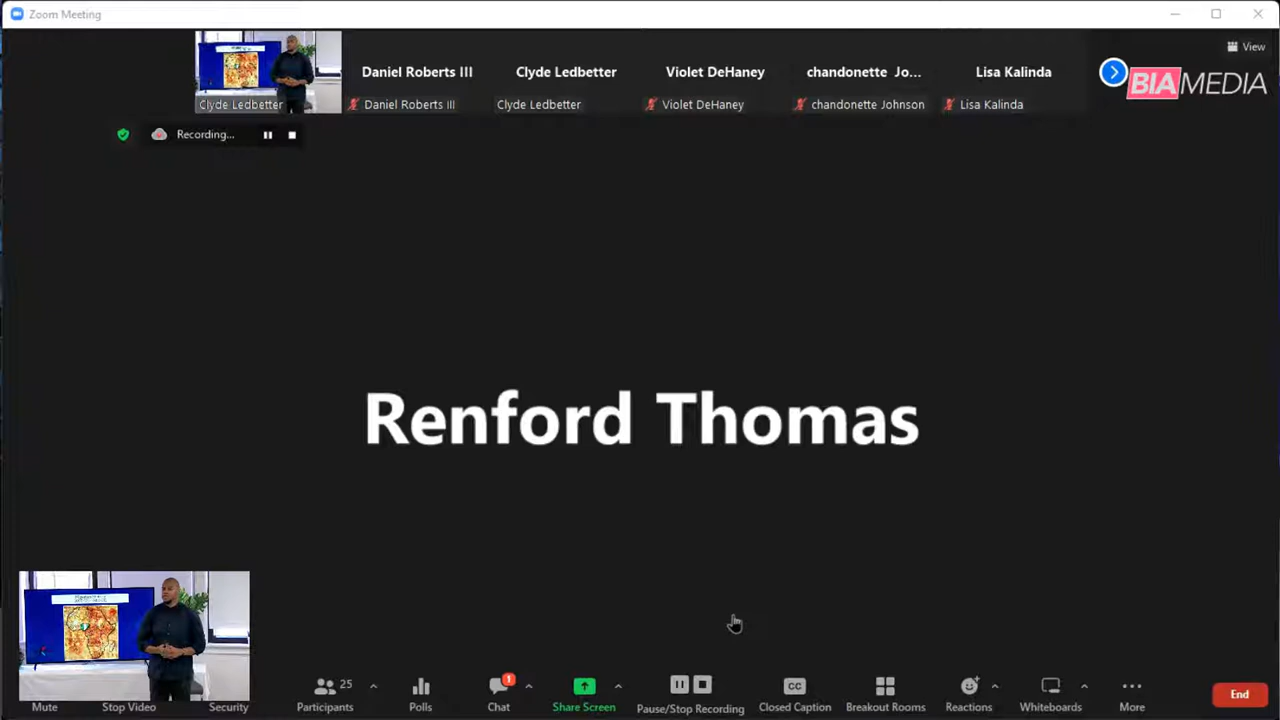 Zoom Meeting
View
Daniel Roberts III
Clyde Ledbetter
Violet DeHaney
chandonette Jo...
Lisa Kalinda
BIAMEDIA
Clyde Ledbetter
Daniel Roberts III
Clyde Ledbetter
Violet DeHaney
chandonette Johnson
Lisa Kalinda
Recording...
Renford Thomas
25
1
CC
Mute
Stop Video
Security
Participants
Polls
Chat
Share Screen
Pause/Stop Recording
Closed Caption
Breakout Rooms
Reactions
Whiteboards
More
End